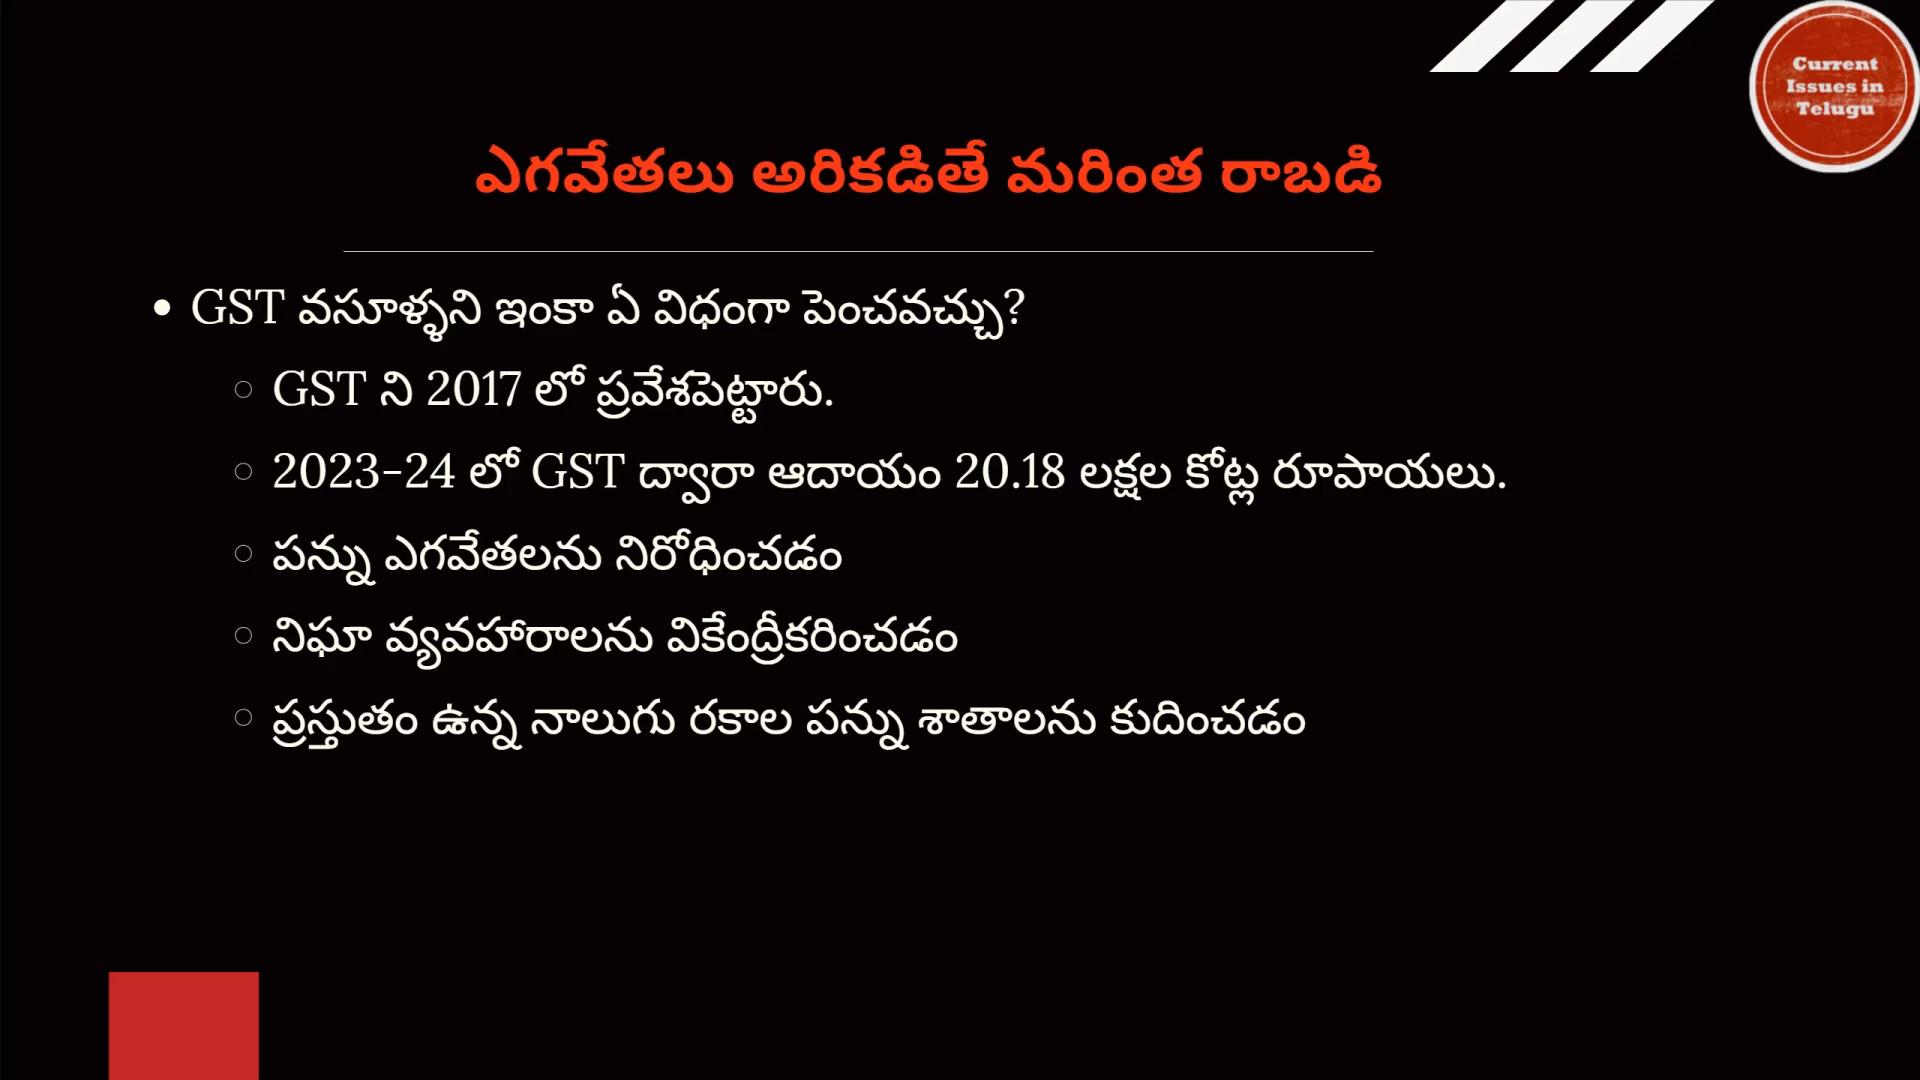 Current
Issues in
Telugu
ఎగవేతలు అరికడితే మరింత రాబడి
• GST వసూళ్ళని ఇంకా ఏ విధంగా పెంచవచ్చు?
○ GST ని 2017 లో ప్రవేశపెట్టారు.
○ 2023-24 లో GST ద్వారా ఆదాయం 20.18 లక్షల కోట్ల రూపాయలు.
○ పన్ను ఎగవేతలను నిరోధించడం
○ నిఘా వ్యవహారాలను వికేంద్రీకరించడం
○ ప్రస్తుతం ఉన్న నాలుగు రకాల పన్ను శాతాలను కుదించడం